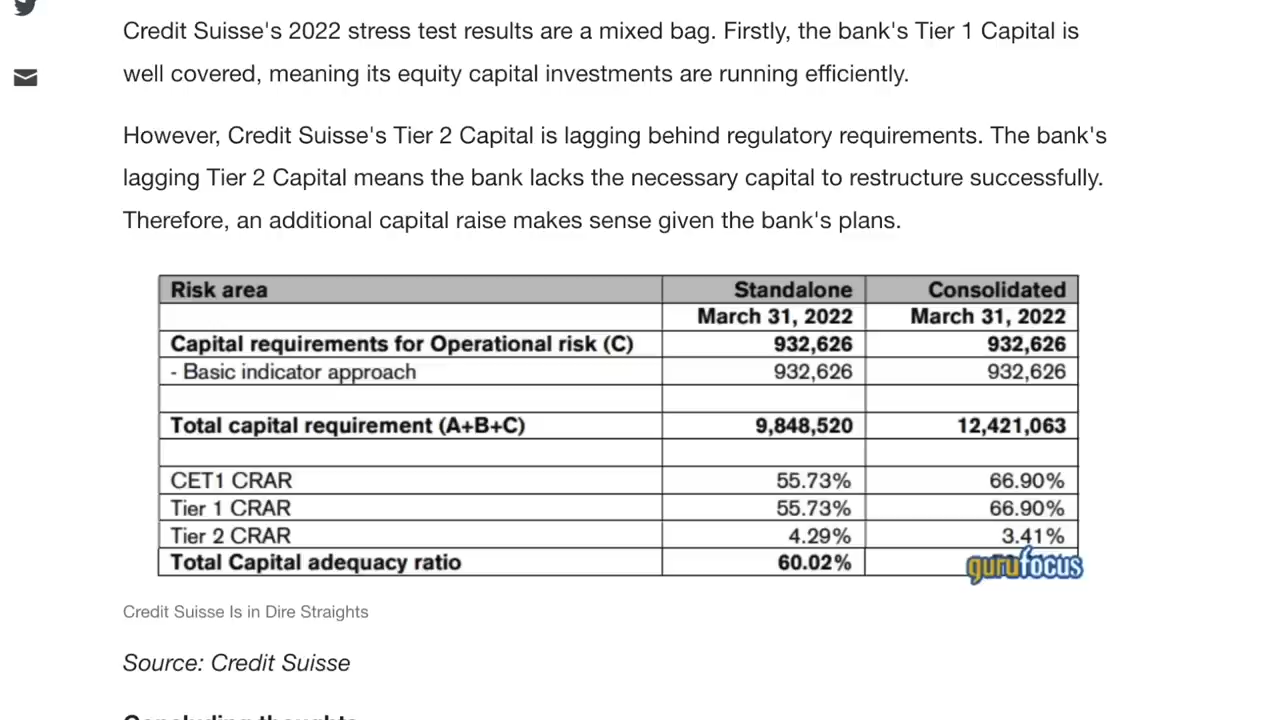 Credit Suisse's 2022 stress test results are a mixed bag. Firstly, the bank's Tier 1 Capital is
well covered, meaning its equity capital investments are running efficiently.
However, Credit Suisse's Tier 2 Capital is lagging behind regulatory requirements. The bank's
lagging Tier 2 Capital means the bank lacks the necessary capital to restructure successfully.
Therefore, an additional capital raise makes sense given the bank's plans.
Risk area Standalone Consolidated
March 31, 2022 March 31, 2022
Capital requirements for Operational risk (C) 932,626 932,626
- Basic indicator approach 932,626 932,626
Total capital requirement (A+B+C) 9,848,520 12,421,063
CET1 CRAR 55.73% 66.90%
Tier 1 CRAR 55.73% 66.90%
Tier 2 CRAR 4.29% 3.41%
Total Capital adequacy ratio 60.02%
gurufocus
Credit Suisse Is in Dire Straights
Source: Credit Suisse
Concluding thoughts